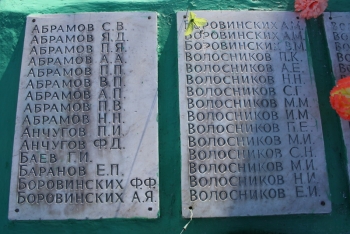 АБРАМОВ С.В.
АБРАМОВ Я.Д.
АБРАМОВ П.Я.
АБРАМОВ А.А.
АБРАМОВ П.П.
АБРАМОВ В.П.
АБРАМОВ А.П.
АБРАМОВ П.В.
АБРАМОВ Н.Н.
АНЧУГОВ П.И.
АНЧУГОВ Ф.Д.
БАЕВ Г.И.
БАРАНОВ Е.П.
БОРОВИНСКИХ Ф.Ф.
БОРОВИНСКИХ А.Я.
БОРОВИНСКИХ
БОРОВИНСКИХ А.М.
БОРОВИНСКИХ В.М.
ВОЛОСНИКОВ П.К.
ВОЛОСНИКОВ Г.Г.
ВОЛОСНИКОВ Н.Н.
ВОЛОСНИКОВ С.Г.
ВОЛОСНИКОВ М.М.
ВОЛОСНИКОВ И.М.
ВОЛОСНИКОВ П.Е.
ВОЛОСНИКОВ М.И.
ВОЛОСНИКОВ С.Н.
ВОЛОСНИКОВ А.И.
ВОЛОСНИКОВ Н.И.
ВОЛОСНИКОВ Е.И.